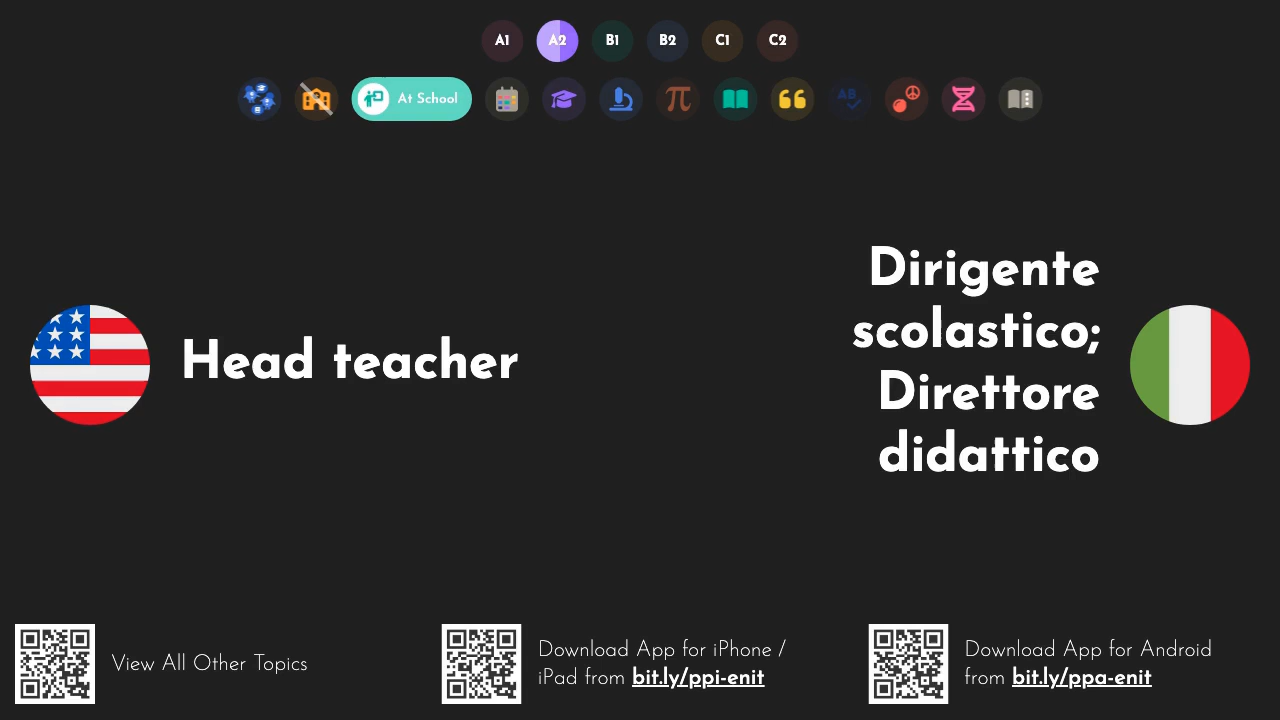 A1 A2 B1 B2 C1 C2
At School
Head teacher
Dirigente
scolastico;
Direttore
didattico
View All Other Topics
Download App for iPhone /
iPad from bit.ly/ppi-enit
Download App for Android
from bit.ly/ppa-enit